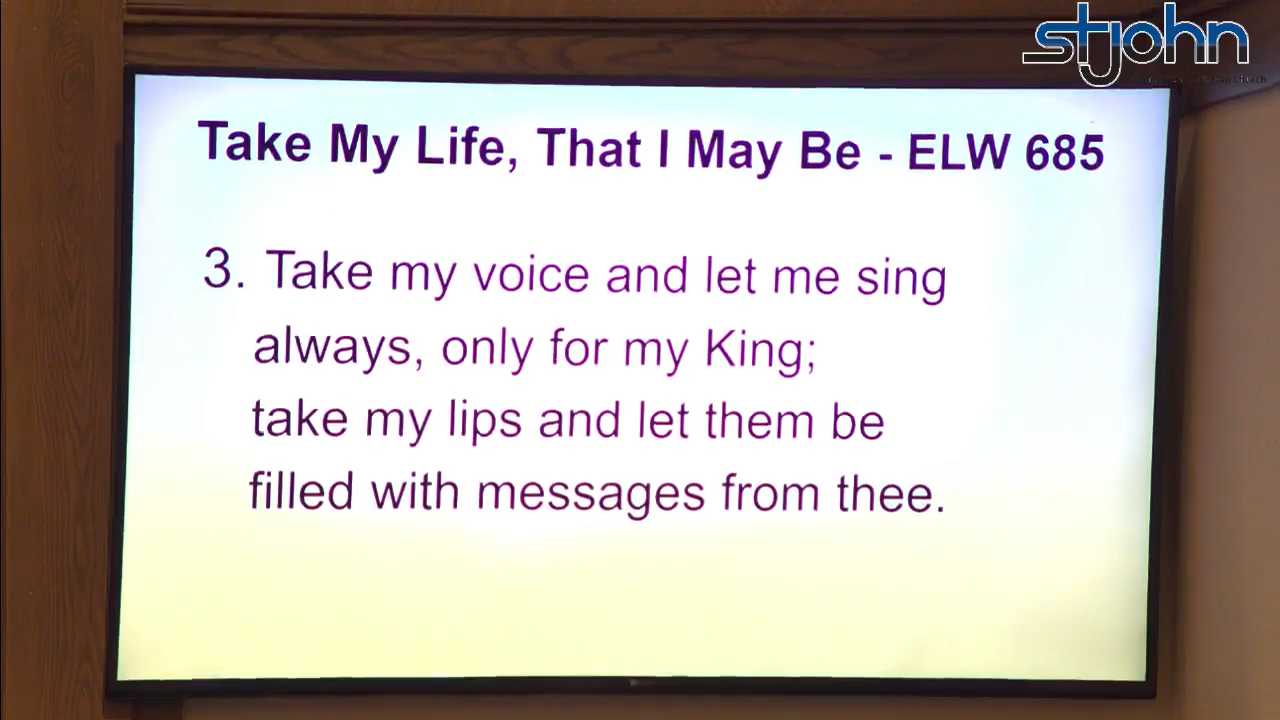 stjohn
Take My Life, That I May Be - ELW 685
3. Take my voice and let me sing
always, only for my King;
take my lips and let them be
filled with messages from thee.